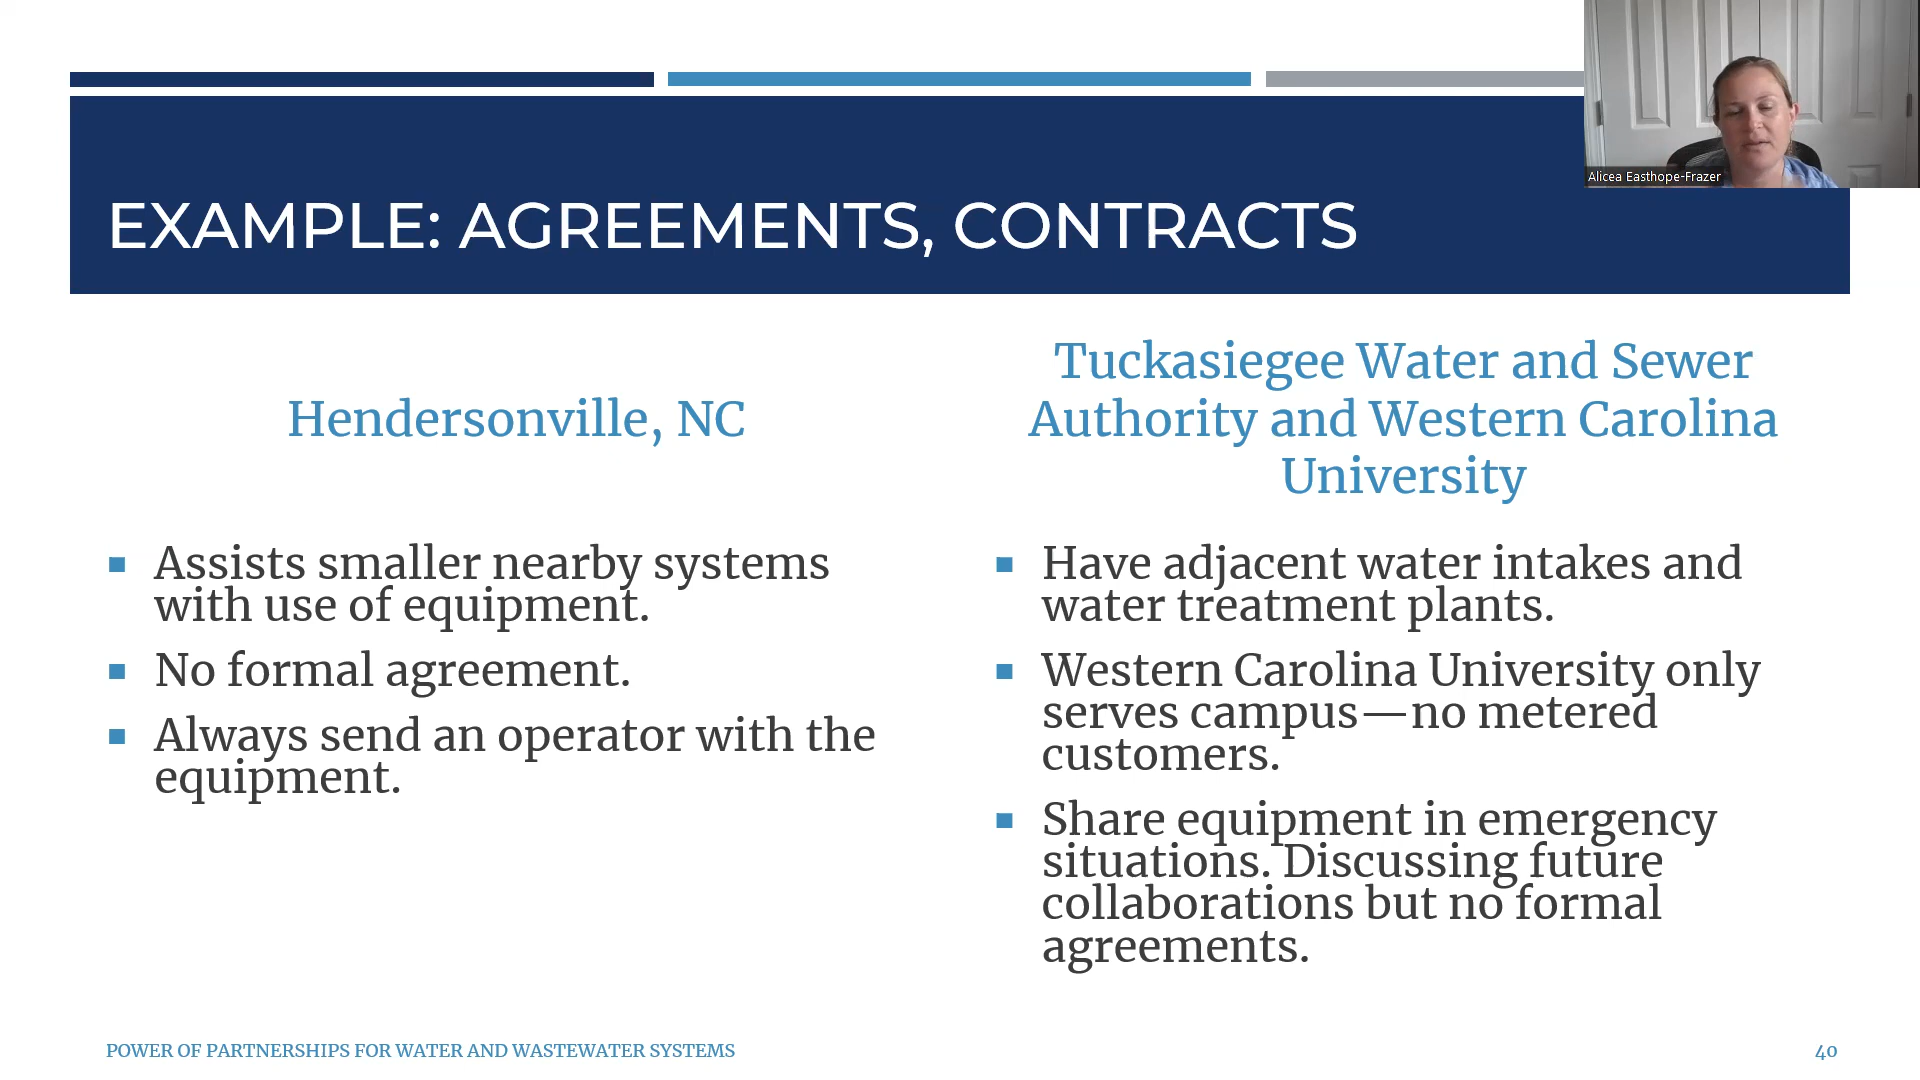 Alicea Easthope-Frazer
EXAMPLE: AGREEMENTS, CONTRACTS
Hendersonville, NC
Assists smaller nearby systems
with use of equipment.
No formal agreement.
Always send an operator with the
equipment.
Tuckasiegee Water and Sewer
Authority and Western Carolina
University
Have adjacent water intakes and
water treatment plants.
Western Carolina University only
serves campus—no metered
customers.
Share equipment in emergency
situations. Discussing future
collaborations but no formal
agreements.
POWER OF PARTNERSHIPS FOR WATER AND WASTEWATER SYSTEMS
40